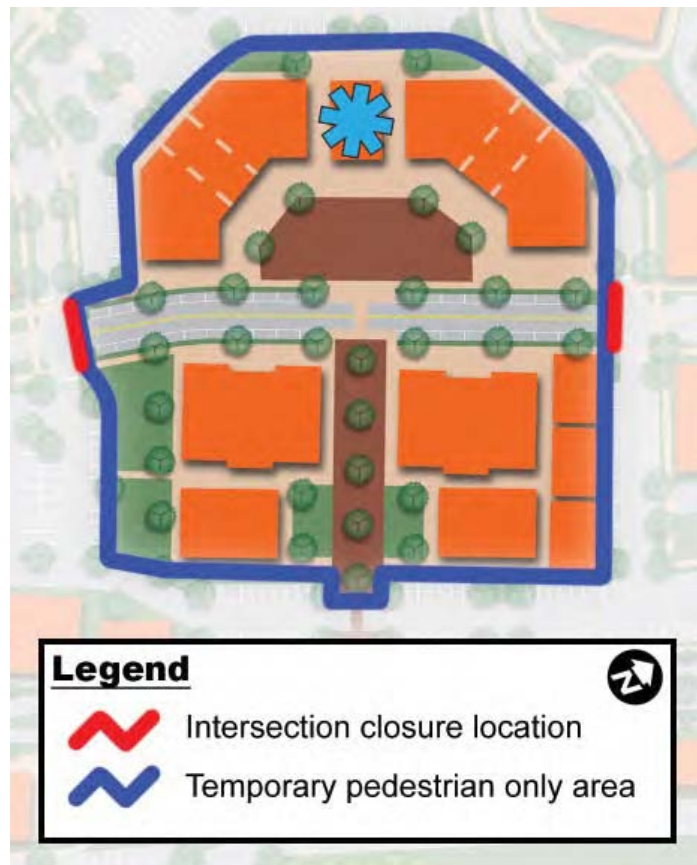 Legend
N
Intersection closure location
Temporary pedestrian only area